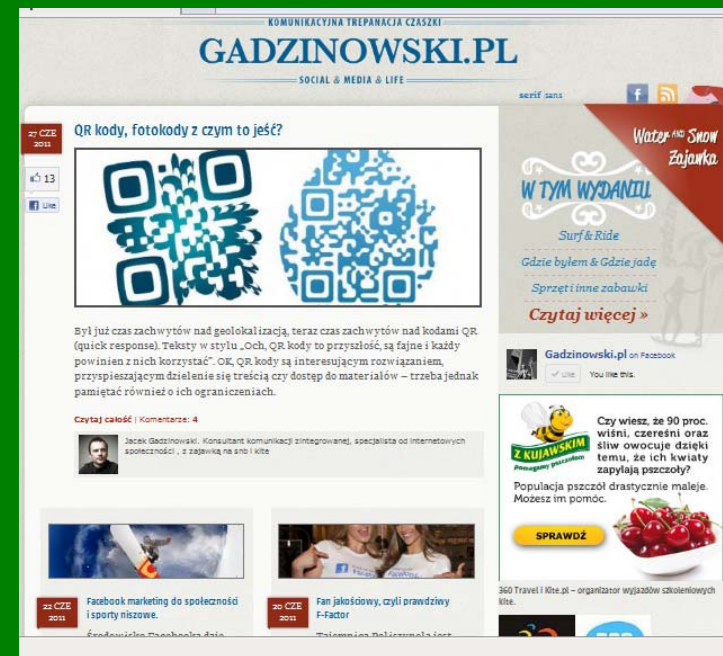 KOMUNIKACYJNA TREPANACJA CZASZKI
GADZINOWSKI.PL
SOCIAL & MEDIA & LIFE
serif sans
Water AND Snow
Zajawka
27 CZE
2011
QR kody, fotokody z czym to jeść?
13
Like
Był już czas zachwytów nad geolokalizacją, teraz czas zachwytów nad kodami QR
(quick response). Teksty w stylu „Och, QR kody to przyszłość, są fajne i każdy
powinien z nich korzystać”. OK, QR kody są interesującym rozwiązaniem,
przyspieszającym dzielenie się treścią czy dostęp do materiałów – trzeba jednak
pamiętać również o ich ograniczeniach.
Czytaj całość | Komentarze: 4
Jacek Gadzinowski. Konsultant komunikacji zintegrowanej, specjalista od internetowych
społeczności , z zajawką na snb i kite
22 CZE
2011
Facebook marketing do społeczności
i sporty niszowe.
Środowisko Facebooka daje
20 CZE
2011
Fan jakościowy, czyli prawdziwy
F-Factor
Tajemnicą Poliszynela jest
W TYM WYDANIU
Surf & Ride
Gdzie byłem & Gdzie jadę
Sprzęt i inne zabawki
Czytaj więcej »
Gadzinowski.pl on Facebook
Like You like this.
Z KUJAWSKIM
Pomagamy pszczołom
Czy wiesz, że 90 proc.
wiśni, czereśni oraz
śliw owocuje dzięki
temu, że ich kwiaty
zapylają pszczoły?
Populacja pszczół drastycznie maleje.
Możesz im pomóc.
SPRAWDŹ
360 Travel i Kite.pl – organizator wyjazdów szkoleniowych
kite.